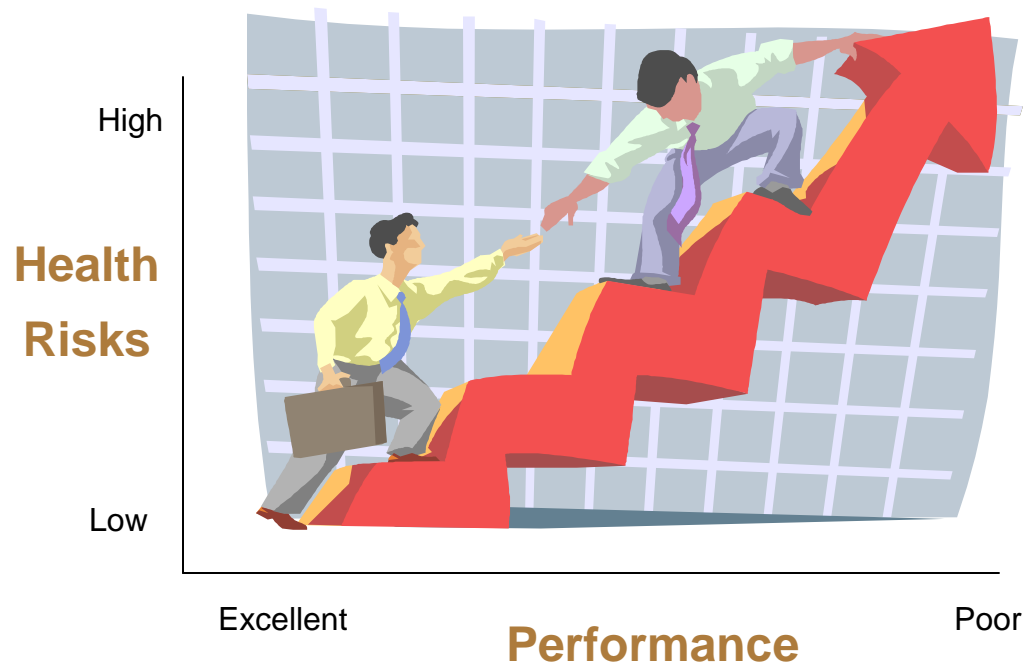 High
Health
Risks
Low
Excellent
Poor
Performance